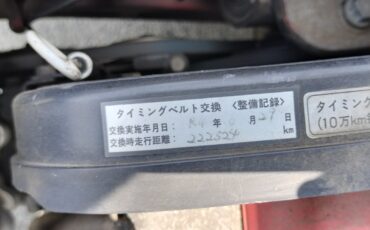 タイミングベルト交換 〈整備記録〉
交換実施年月日: R4 年 月 27 日
交換時走行距離: km
タイミング
(10万km